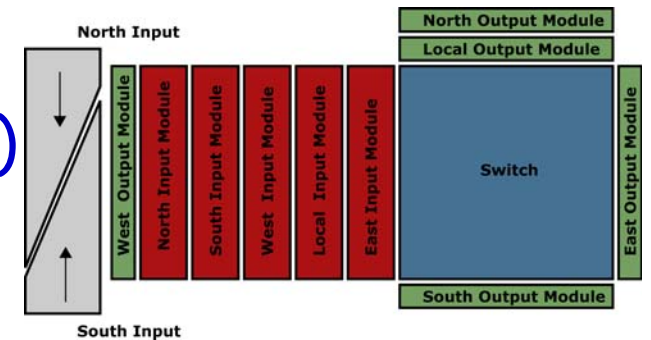 North Output Module
North Input
Local Output Module
West Output Module
North Input Module
South Input Module
West Input Module
Local Input Module
East Input Module
Switch
East Output Module
South Output Module
South Input
)